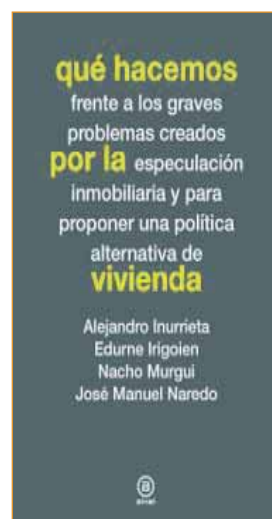 qué hacemos
frente a los graves
problemas creados
por la especulación
inmobiliaria y para
proponer una política
alternativa de
vivienda
Alejandro Inurrieta
Edurne Irigoien
Nacho Murgui
José Manuel Naredo